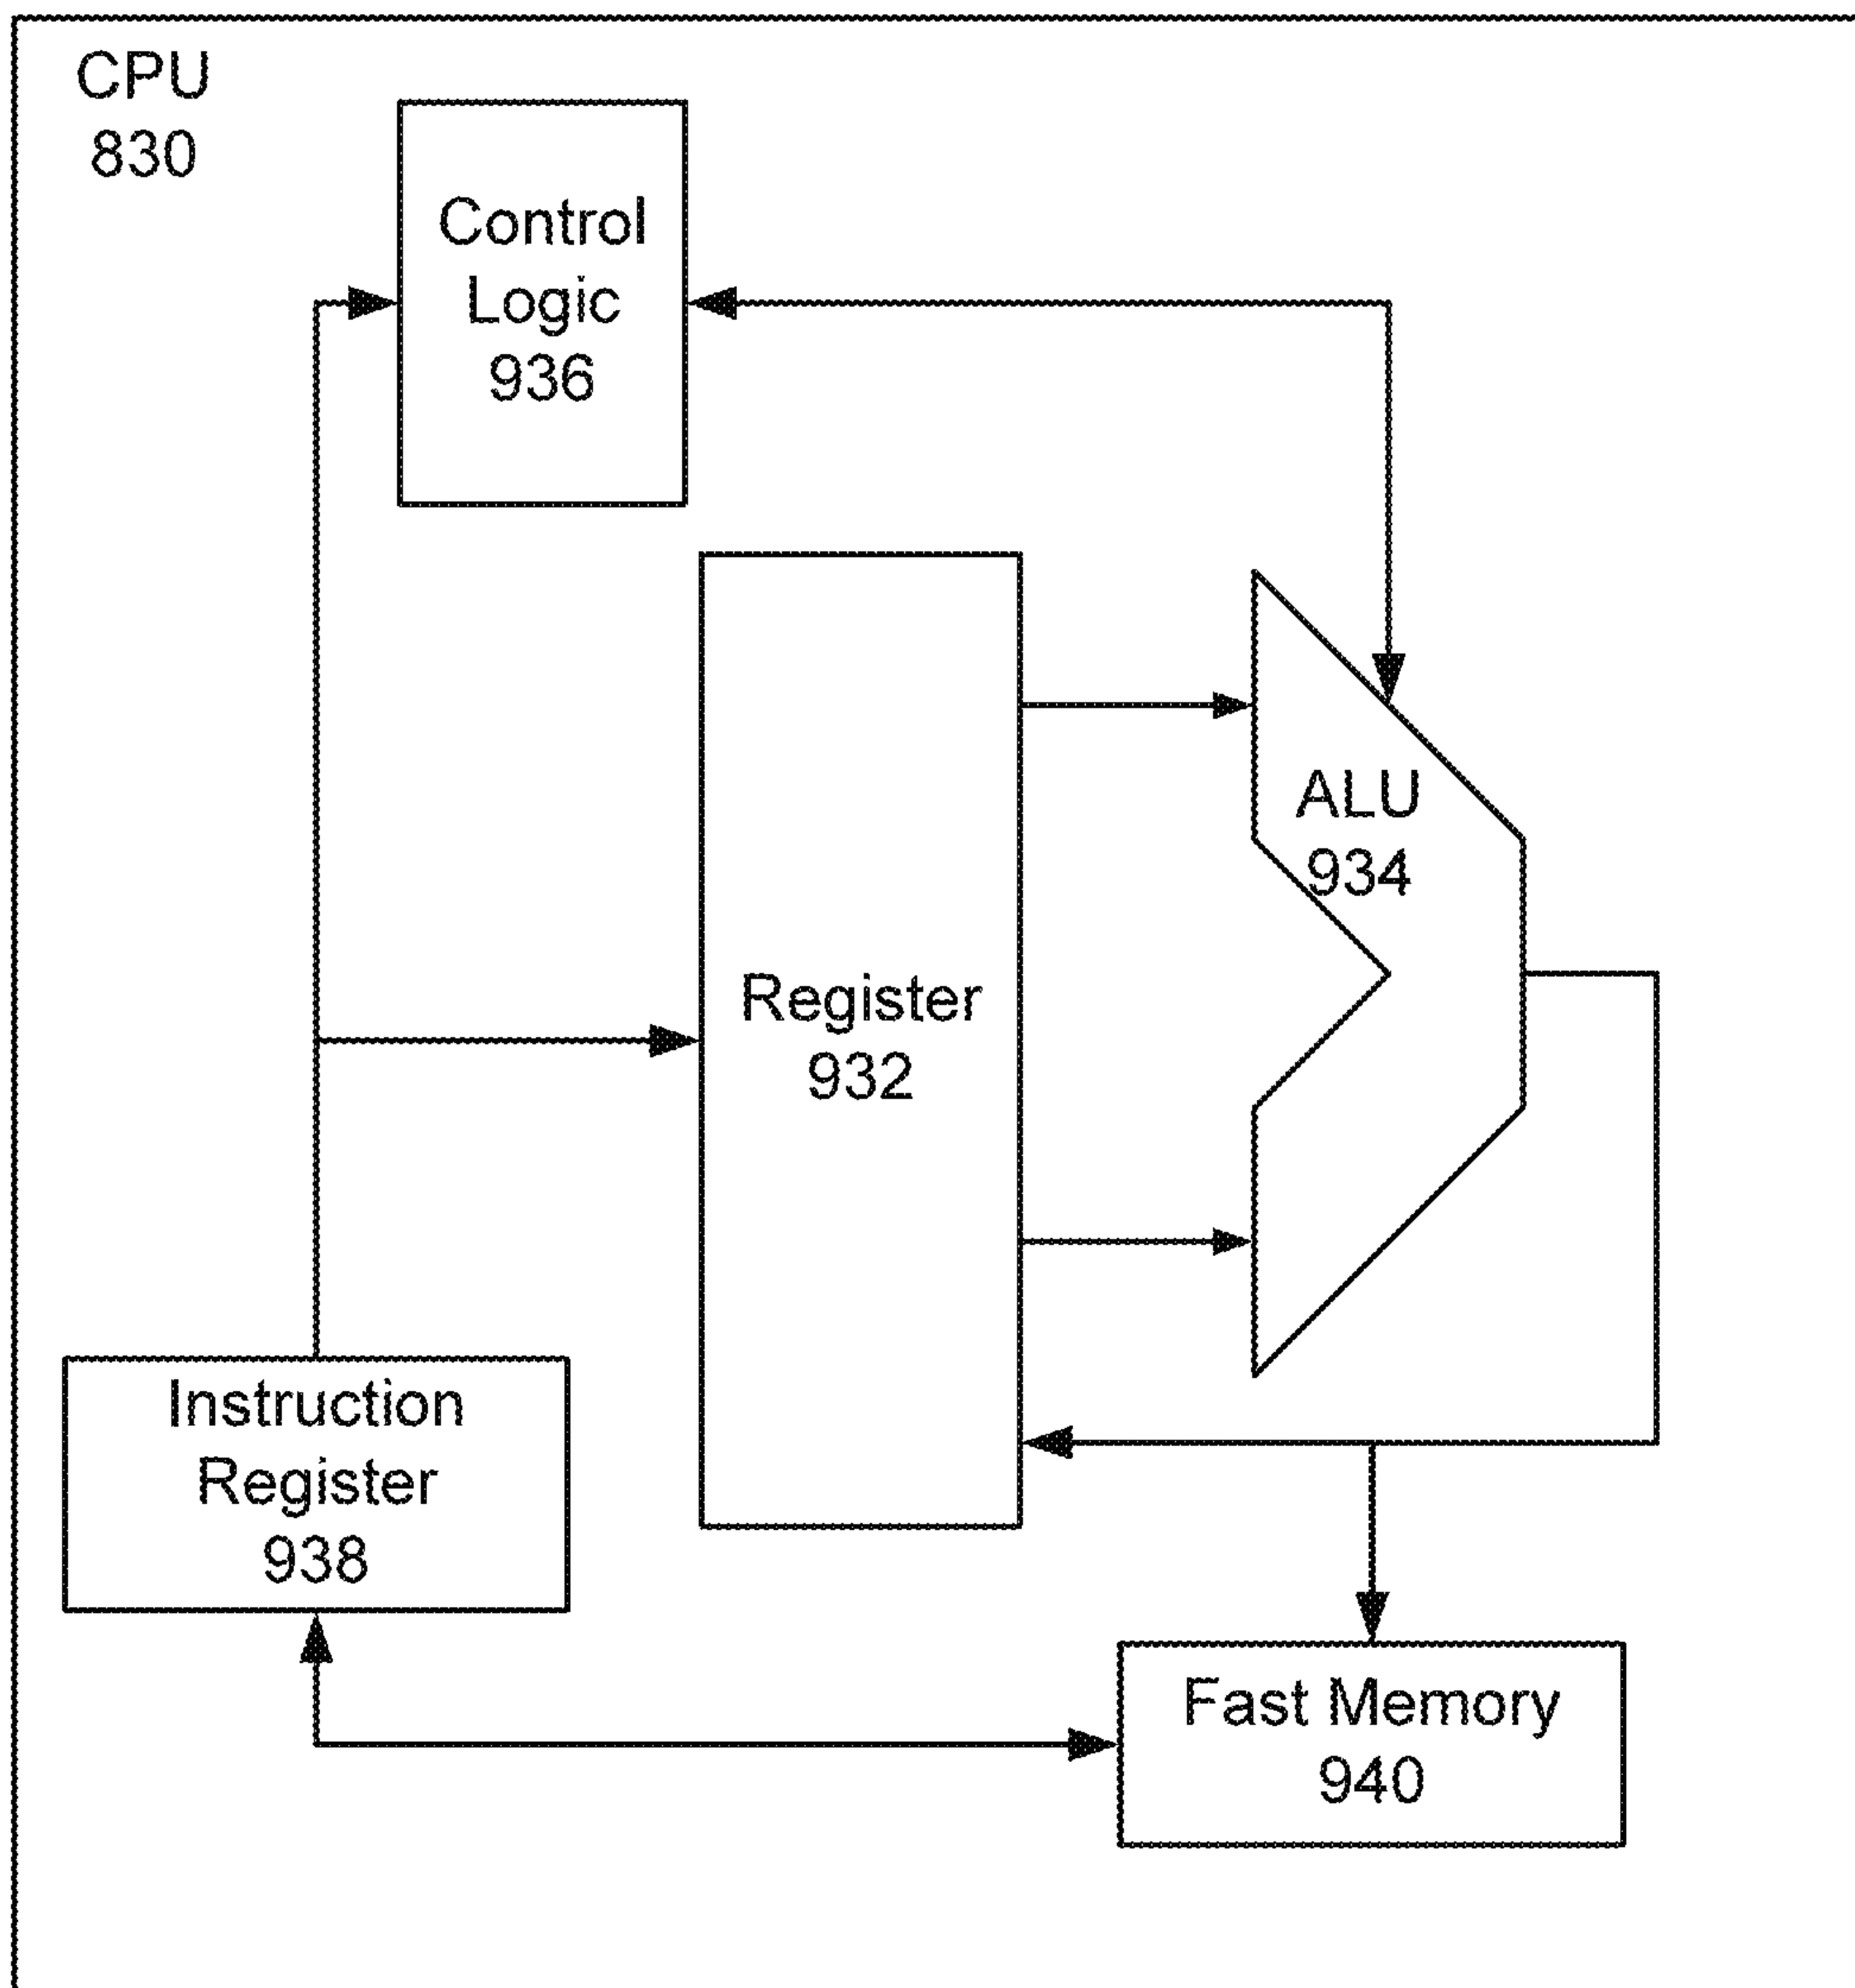 CPU
830
Control
Logic
936
ALU
934
Register
932
Instruction
Register
938
Fast Memory
940